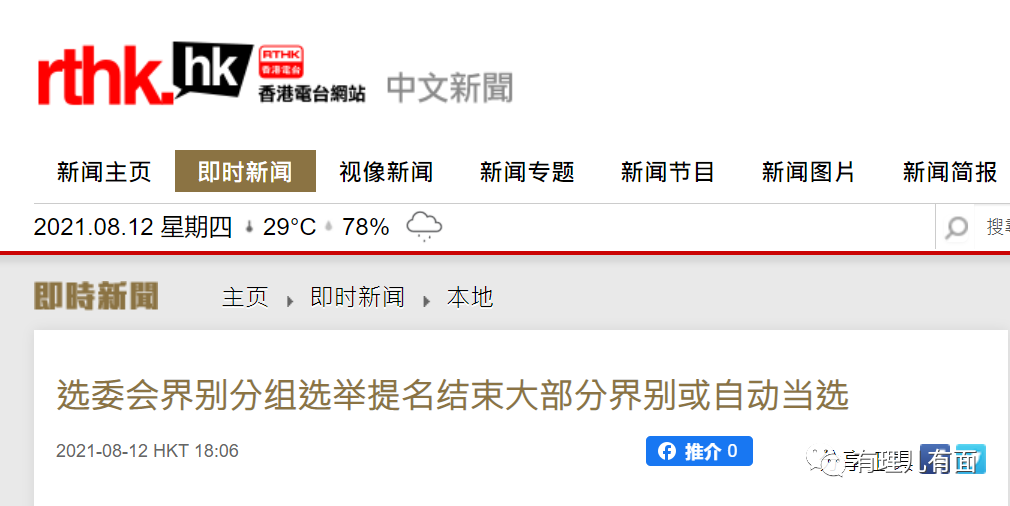 rthk.hk RTHK 香港電台 香港電台網站 中文新聞
新闻主页 即时新闻 视像新闻 新闻专题 新闻节目 新闻图片 新闻简报
2021.08.12 星期四 29°C 78%
即時新聞 主页 即时新闻 本地
选委会界别分组选举提名结束大部分界别或自动当选
2021-08-12 HKT 18:06 推介 0
有理儿有面